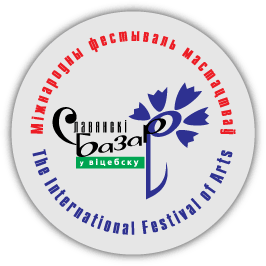 Міжнародны фестываль мастацтваў
Славянскі
базар
у віцебску
The International Festival of Arts